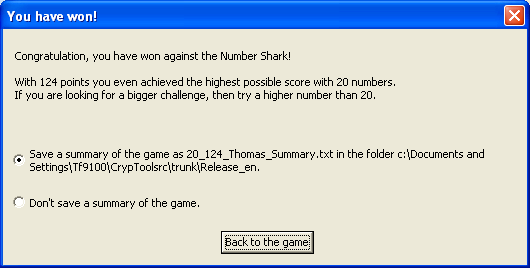 You have won!
Congratulation, you have won against the Number Shark!
With 124 points you even achieved the highest possible score with 20 numbers.
If you are looking for a bigger challenge, then try a higher number than 20.
Save a summary of the game as 20_124_Thomas_Summary.txt in the folder c:\Documents and
Settings\Tf9100\CrypToolsrc\trunk\Release_en.
Don't save a summary of the game.
Back to the game